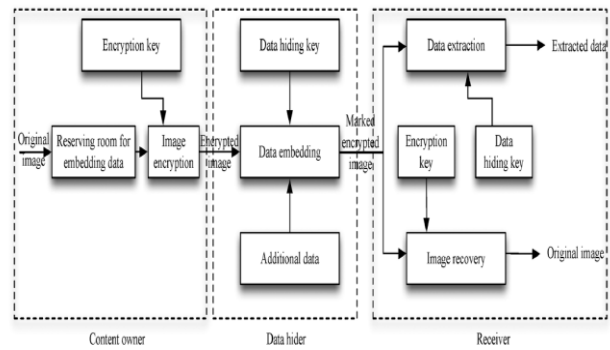 Encryption key
Original
image
Reserving room for
embedding data
Image
encryption
Encrypted
image
Data hiding key
Data embedding
Additional data
Marked
encrypted
image
Data extraction
Extracted data
Encryption
key
Data
hiding key
Image recovery
Original image
Content owner
Data hider
Receiver